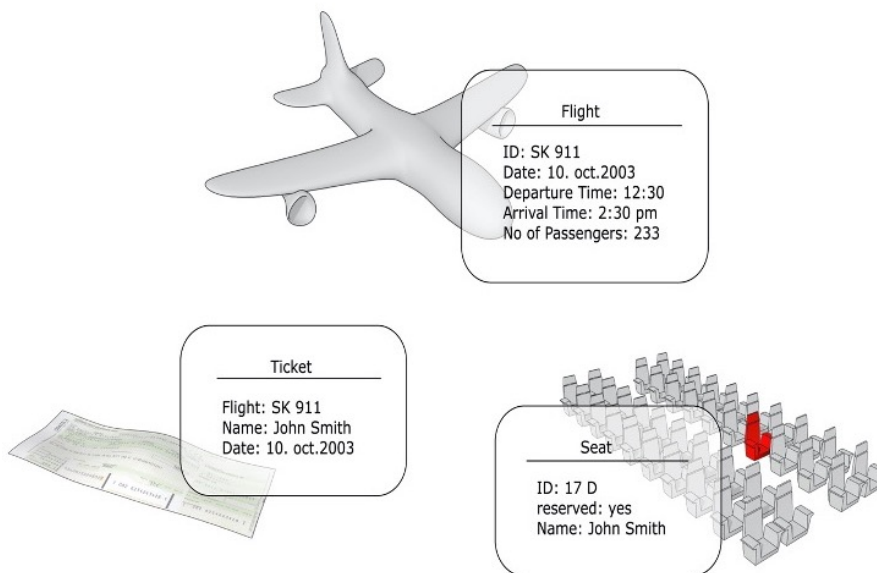 Flight
ID: SK 911
Date: 10. oct.2003
Departure Time: 12:30
Arrival Time: 2:30 pm
No of Passengers: 233
Ticket
Flight: SK 911
Name: John Smith
Date: 10. oct.2003
Seat
ID: 17 D
reserved: yes
Name: John Smith